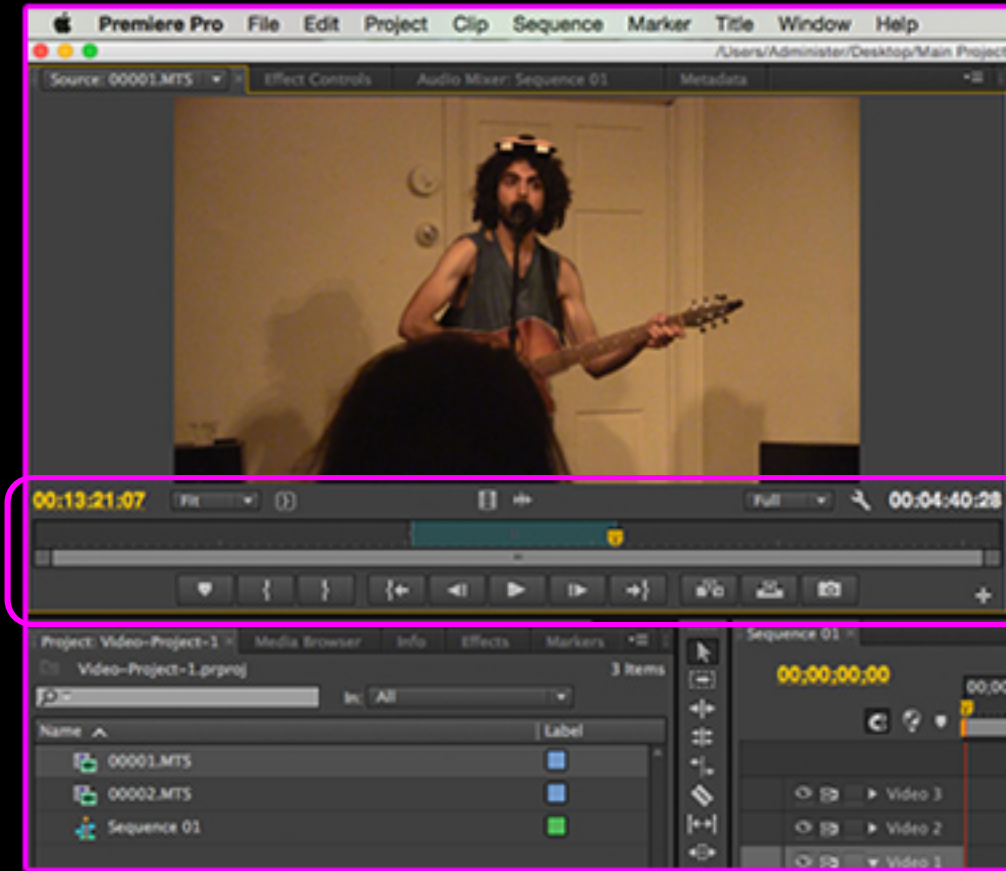 Premiere Pro File Edit Project Clip Sequence Marker Title Window Help
/Users/Administer/Desktop/Main Project
Source: 00001.MTS Effect Controls Audio Mixer: Sequence 01 Metadata
00:13:21:07 Fit Full 00:04:40:28
Project: Video-Project-1 Media Browser Info Effects Markers Sequence 01
Video-Project-1.prproj 3 Items 00;00;00;00
In: All 00;00
Name Label
00001.MTS
00002.MTS Video 3
Sequence 01 Video 2
Video 1